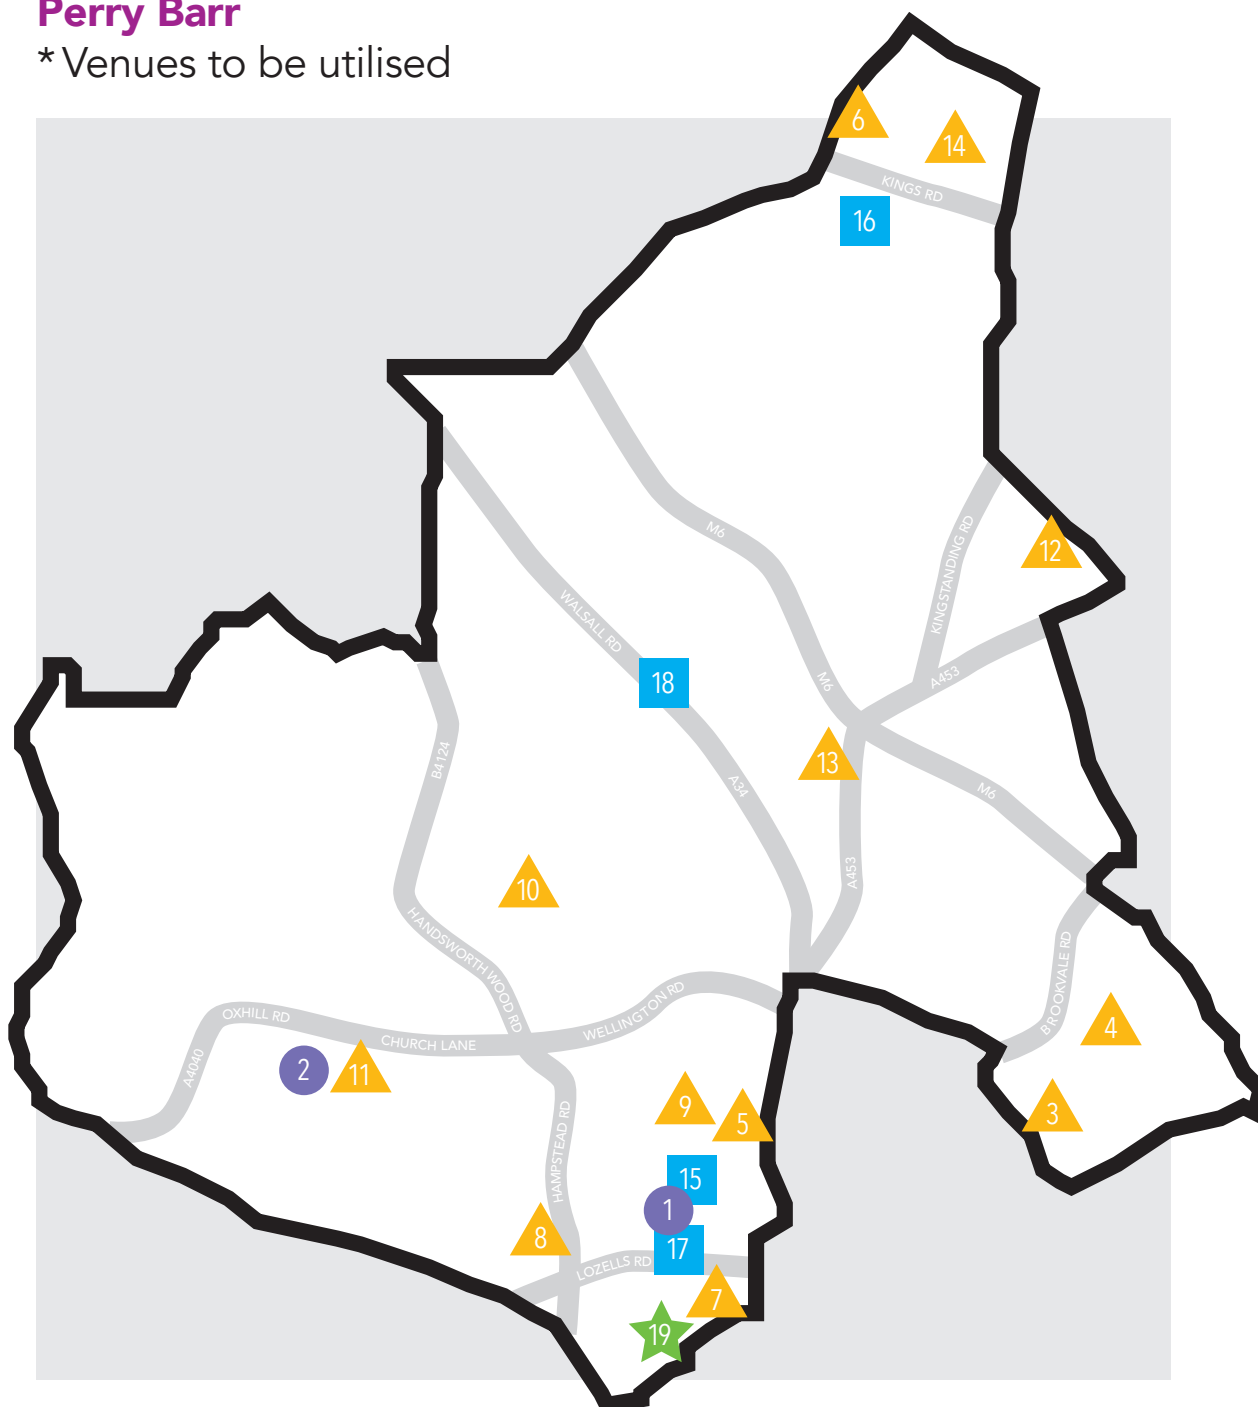 Perry Barr
* Venues to be utilised
6
14
KINGS RD
16
M6
KINGSTANDING RD
12
WALSALL RD
18
M6
A453
B4124
13
A34
M6
A453
10
HANDSWORTH WOOD RD
BROOKVALE RD
WELLINGTON RD
OXHILL RD
CHURCH LANE
4
A4040
2
11
9
5
3
HAMPSTEAD RD
15
1
8
17
LOZELLS RD
7
19